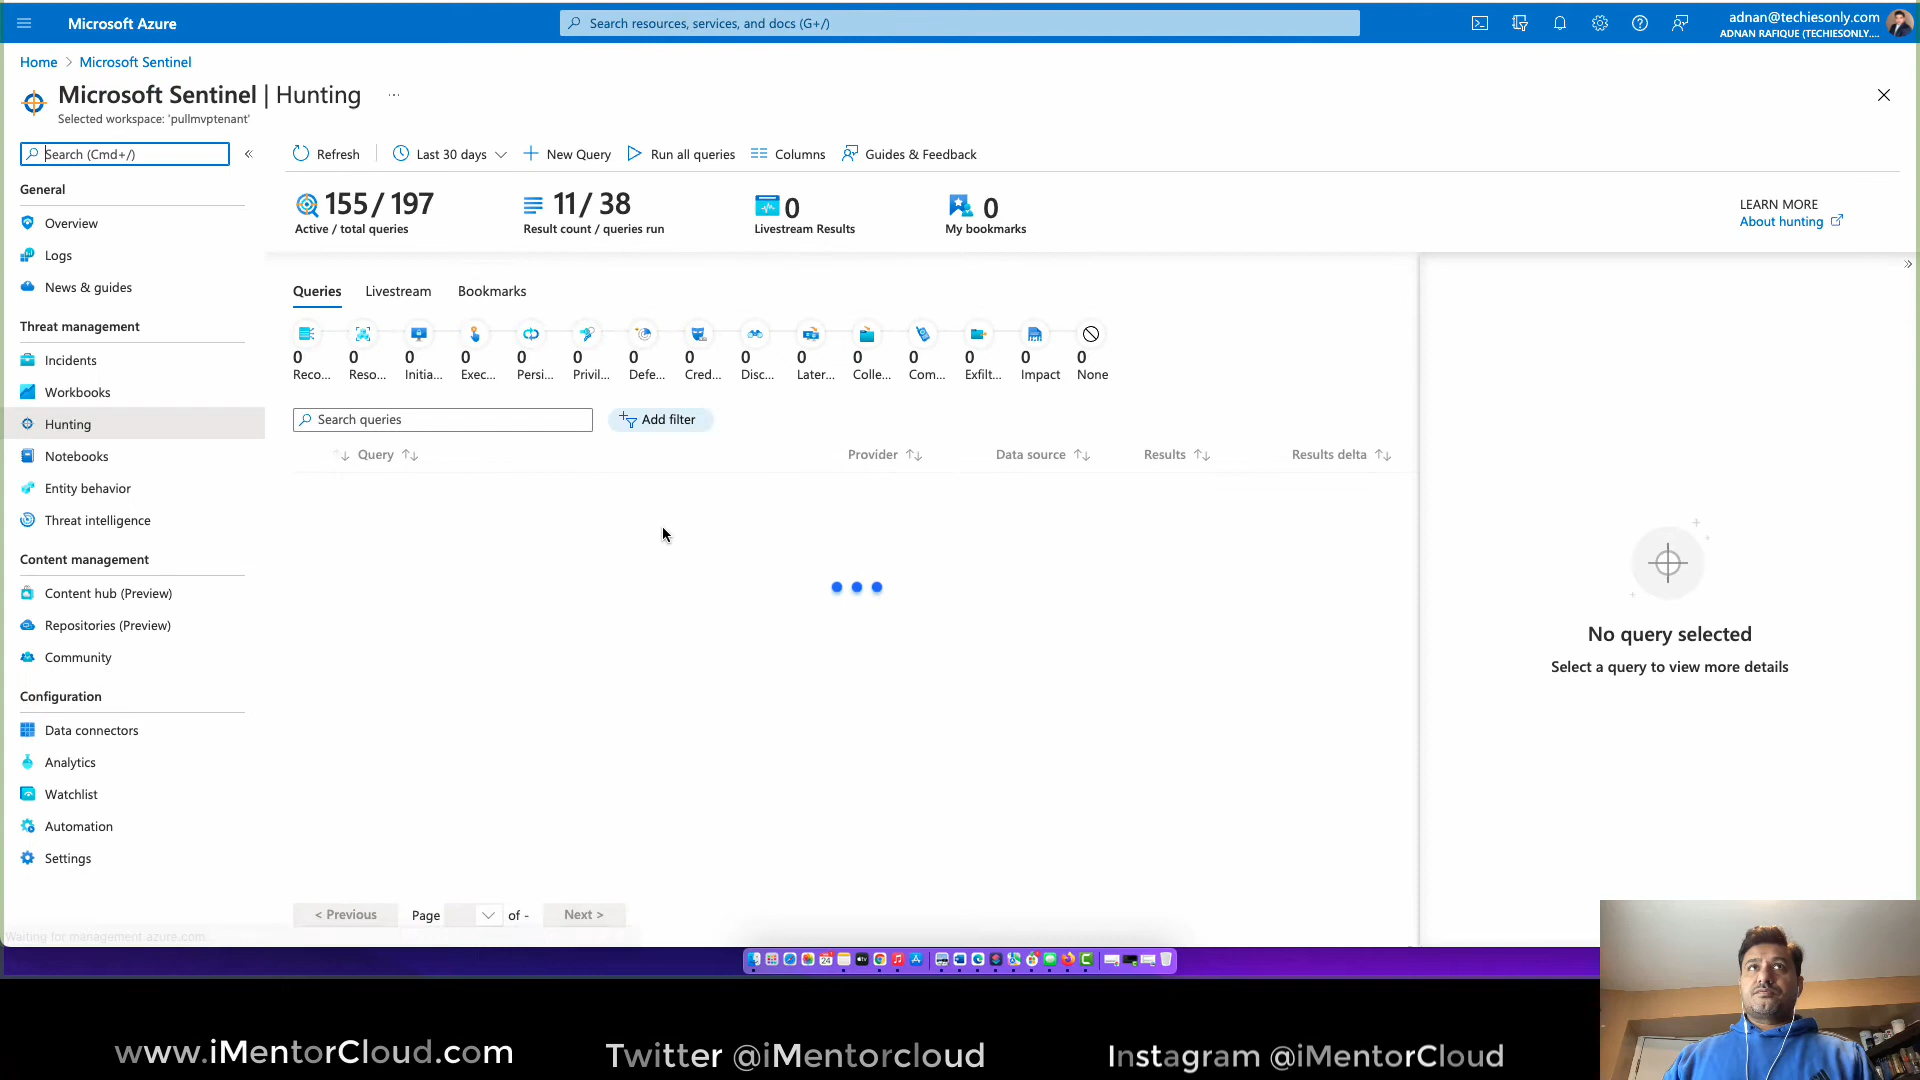 Microsoft Azure
Search resources, services, and docs (G+/)
adnan@techiesonly.com
ADNAN RAFIQUE (TECHIESONLY....
Home > Microsoft Sentinel
Microsoft Sentinel | Hunting ...
Selected workspace: 'pullmvptenant'
Search (Cmd+/)
General
Overview
Logs
News & guides
Threat management
Incidents
Workbooks
Hunting
Notebooks
Entity behavior
Threat intelligence
Content management
Content hub (Preview)
Repositories (Preview)
Community
Configuration
Data connectors
Analytics
Watchlist
Automation
Settings
Refresh
Last 30 days
New Query
Run all queries
Columns
Guides & Feedback
155 / 197
Active / total queries
11 / 38
Result count / queries run
0
Livestream Results
0
My bookmarks
LEARN MORE
About hunting
Queries Livestream Bookmarks
0 0 0 0 0 0 0 0 0 0 0 0 0 0 0
Reco... Reso... Initia... Exec... Persi... Privil... Defe... Cred... Disc... Later... Colle... Com... Exfilt... Impact None
Search queries
Add filter
Query Provider Data source Results Results delta
No query selected
Select a query to view more details
< Previous Page of - Next >
Waiting for management.azure.com...
www.iMentorCloud.com
Twitter @iMentorcloud
Instagram @iMentorCloud